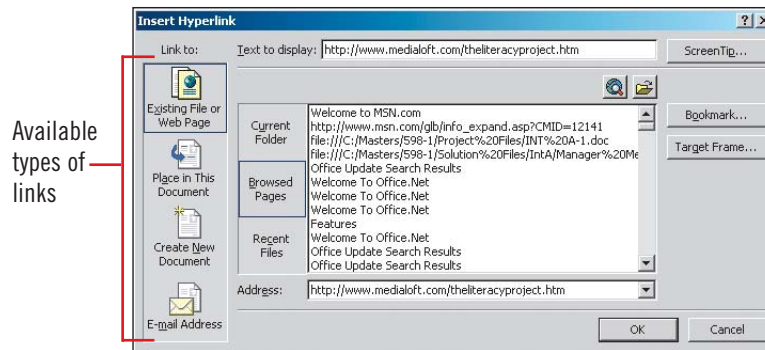 Insert Hyperlink
Link to:
Text to display: http://www.medialoft.com/theliteracyproject.htm
ScreenTip...
Existing File or
Web Page
Place in This
Document
Create New
Document
E-mail Address
Available
types of
links
Current
Folder
Browsed
Pages
Recent
Files
Welcome to MSN.com
http://www.msn.com/glb/info_expand.asp?CMID=12141
file:///C:/Masters/598-1/Project%20Files/INT%20A-1.doc
file:///C:/Masters/598-1/Solution%20Files/IntA/Manager%20Me
Office Update Search Results
Welcome To Office.Net
Welcome To Office.Net
Welcome To Office.Net
Features
Welcome To Office.Net
Office Update Search Results
Office Update Search Results
Bookmark...
Target Frame...
Address: http://www.medialoft.com/theliteracyproject.htm
OK
Cancel